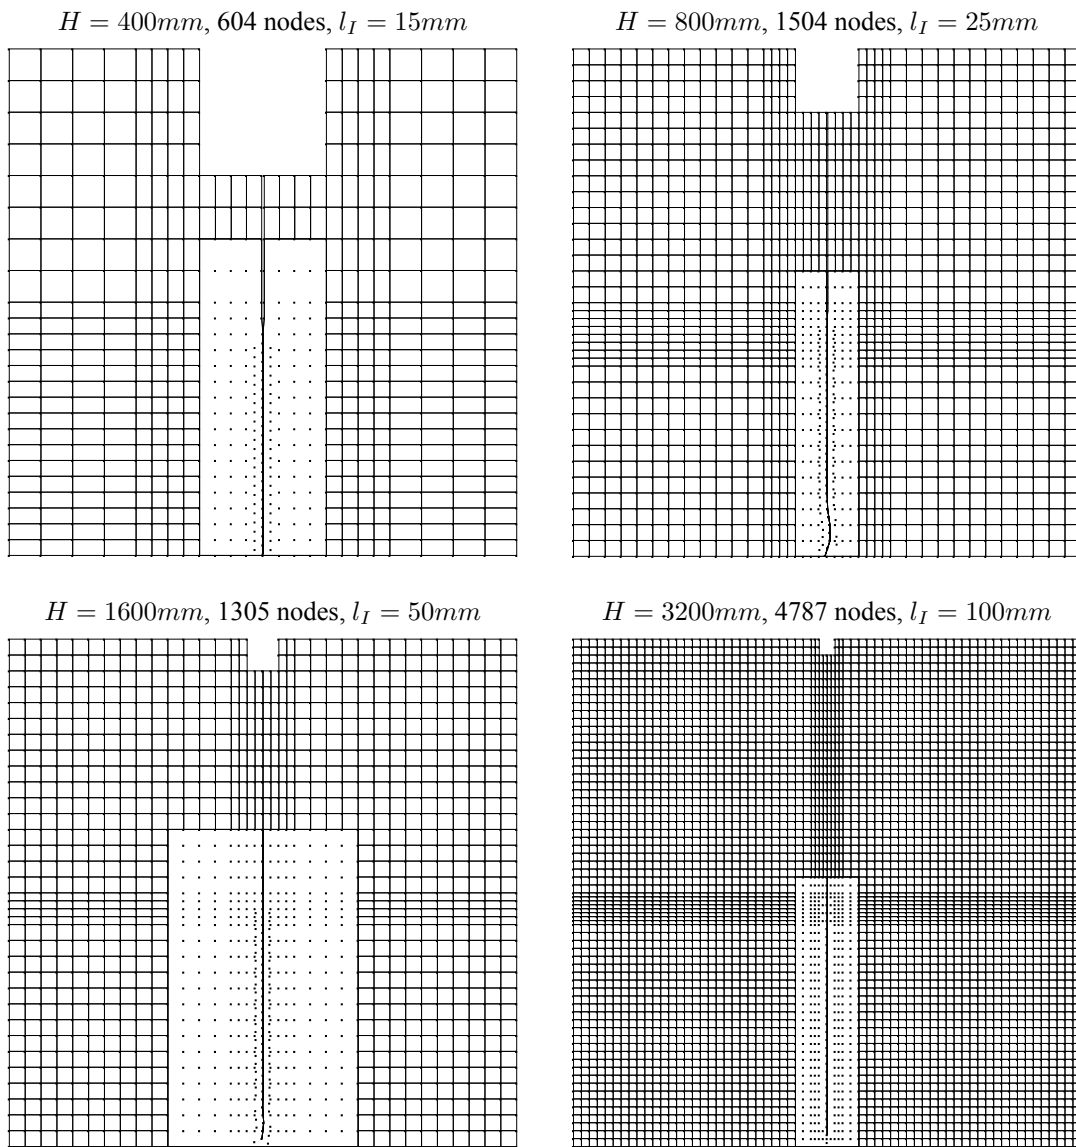 H = 400mm, 604 nodes, l_I = 15mm
H = 800mm, 1504 nodes, l_I = 25mm
H = 1600mm, 1305 nodes, l_I = 50mm
H = 3200mm, 4787 nodes, l_I = 100mm